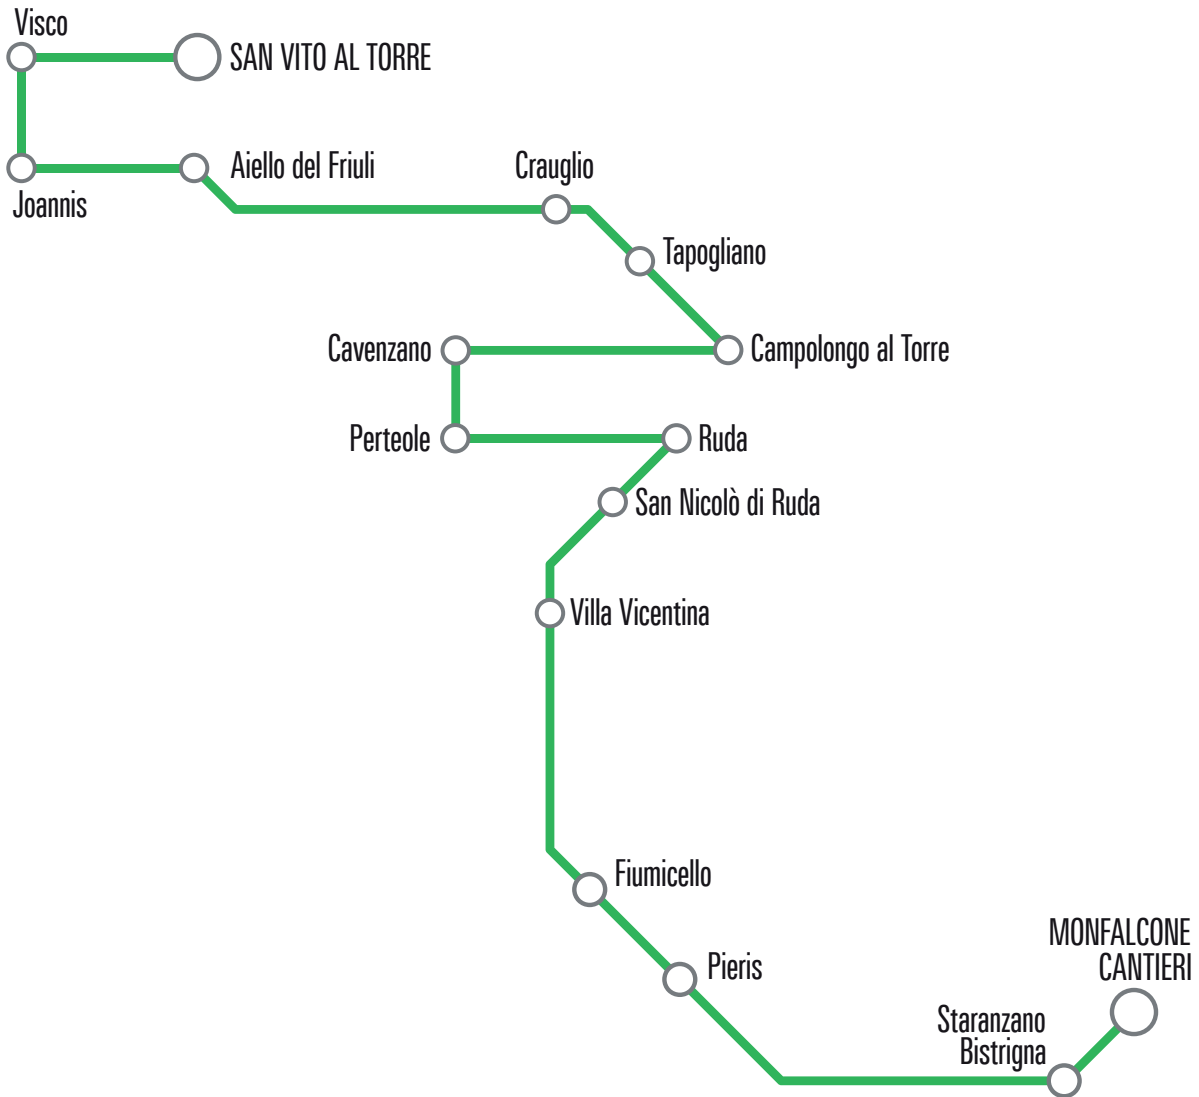 Visco
SAN VITO AL TORRE
Joannis
Aiello del Friuli
Crauglio
Tapogliano
Campolongo al Torre
Cavenzano
Perteole
Ruda
San Nicolò di Ruda
Villa Vicentina
Fiumicello
Pieris
Staranzano
Bistrigna
MONFALCONE
CANTIERI